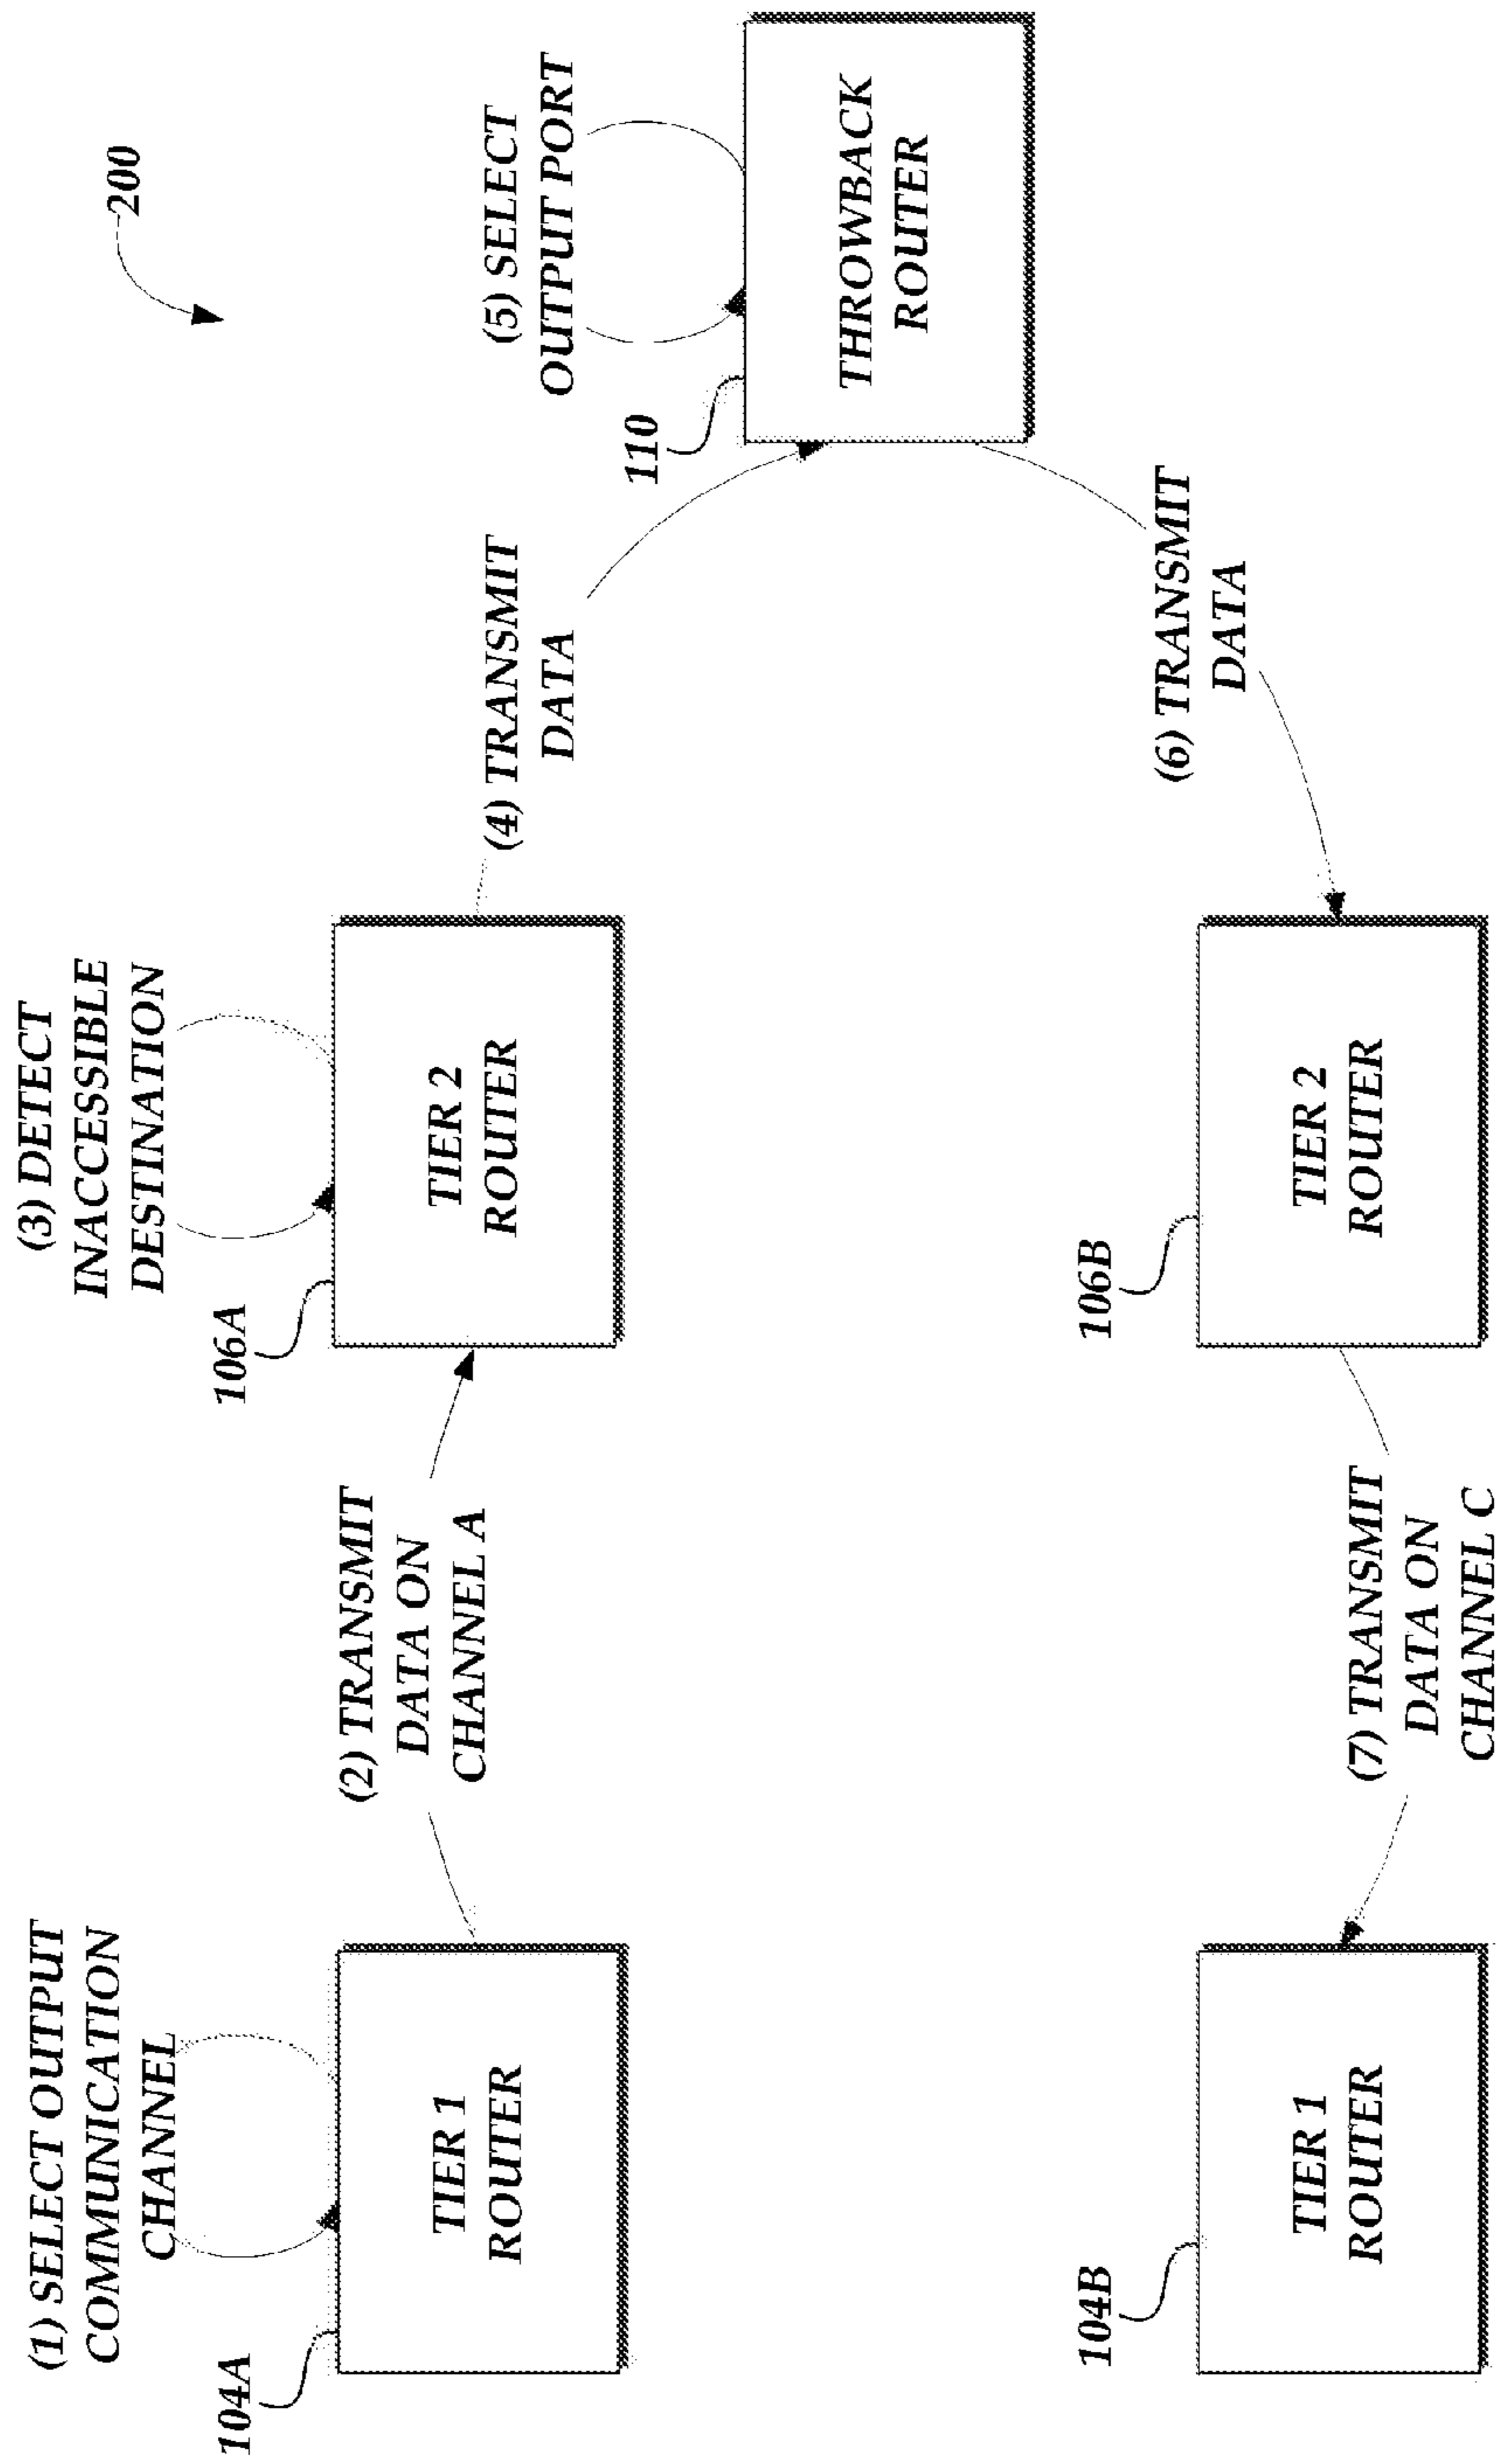 200
(1) SELECT OUTPUT
COMMUNICATION
CHANNEL
104A
TIER 1
ROUTER
(2) TRANSMIT
DATA ON
CHANNEL A
(3) DETECT
INACCESSIBLE
DESTINATION
106A
TIER 2
ROUTER
(4) TRANSMIT
DATA
(5) SELECT
OUTPUT PORT
110
THROWBACK
ROUTER
(6) TRANSMIT
DATA
106B
TIER 2
ROUTER
(7) TRANSMIT
DATA ON
CHANNEL C
104B
TIER 1
ROUTER